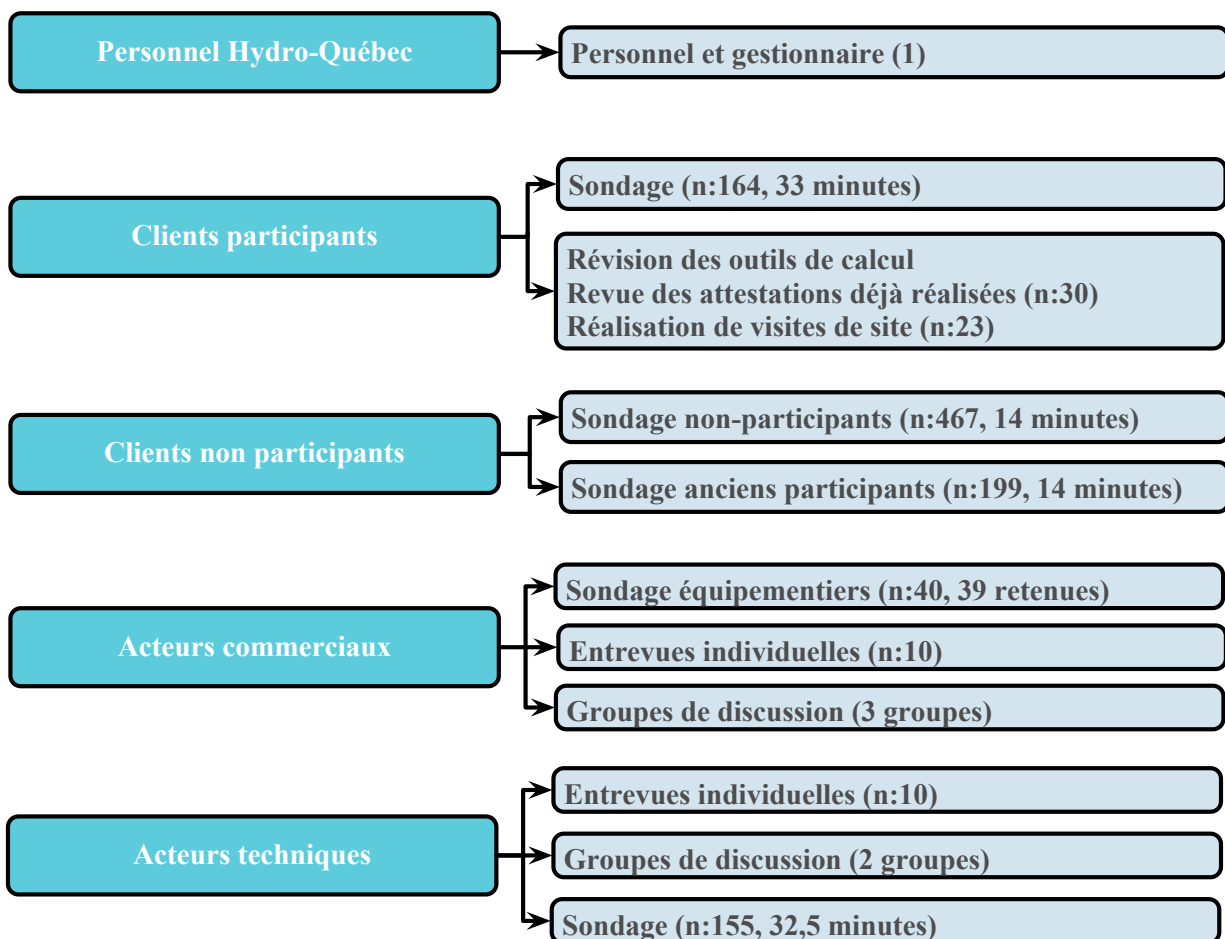 Personnel Hydro-Québec
Personnel et gestionnaire (1)
Clients participants
Sondage (n:164, 33 minutes)
Révision des outils de calcul
Revue des attestations déjà réalisées (n:30)
Réalisation de visites de site (n:23)
Clients non participants
Sondage non-participants (n:467, 14 minutes)
Sondage anciens participants (n:199, 14 minutes)
Acteurs commerciaux
Sondage équipementiers (n:40, 39 retenues)
Entrevues individuelles (n:10)
Groupes de discussion (3 groupes)
Acteurs techniques
Entrevues individuelles (n:10)
Groupes de discussion (2 groupes)
Sondage (n:155, 32,5 minutes)